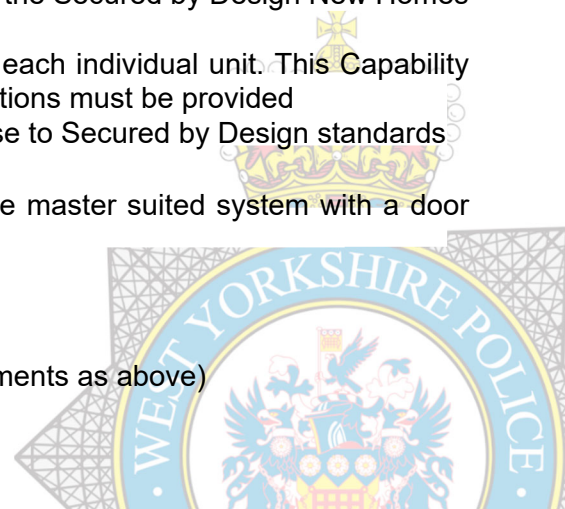 the Secured by Design New Homes
each individual unit. This Capability
tions must be provided
se to Secured by Design standards
e master suited system with a door
ments as above)
WEST YORKSHIRE POLICE